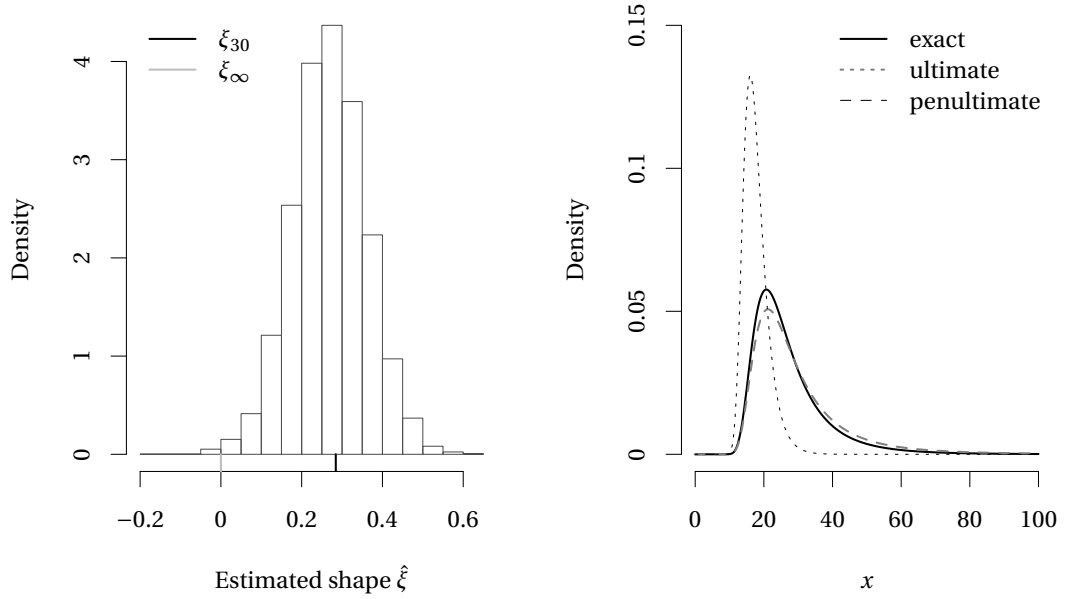 ξ₃₀
ξ∞
Density
4
3
2
1
0
−0.2 0 0.2 0.4 0.6
Estimated shape ξ̂
exact
ultimate
penultimate
Density
0.15
0.1
0.05
0
0 20 40 60 80 100
x